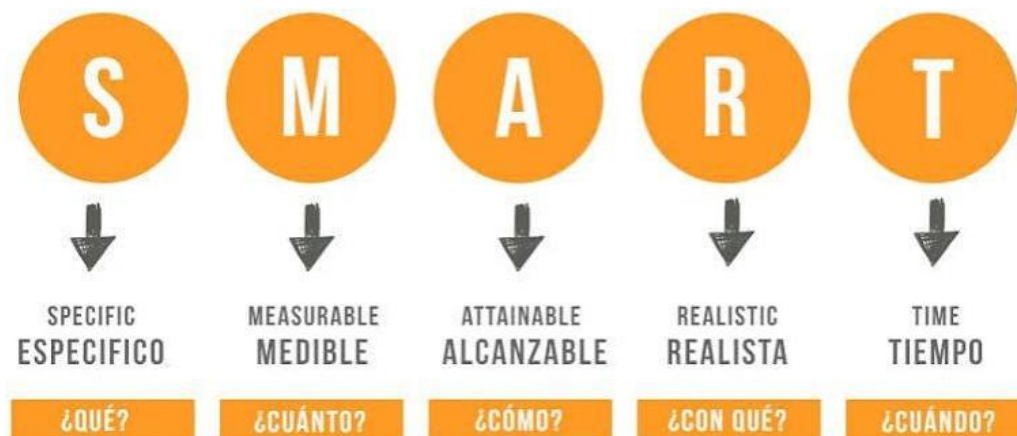 S M A R T
SPECIFIC MEASURABLE ATTAINABLE REALISTIC TIME
ESPECIFICO MEDIBLE ALCANZABLE REALISTA TIEMPO
¿QUÉ? ¿CUÁNTO? ¿CÓMO? ¿CON QUÉ? ¿CUÁNDO?